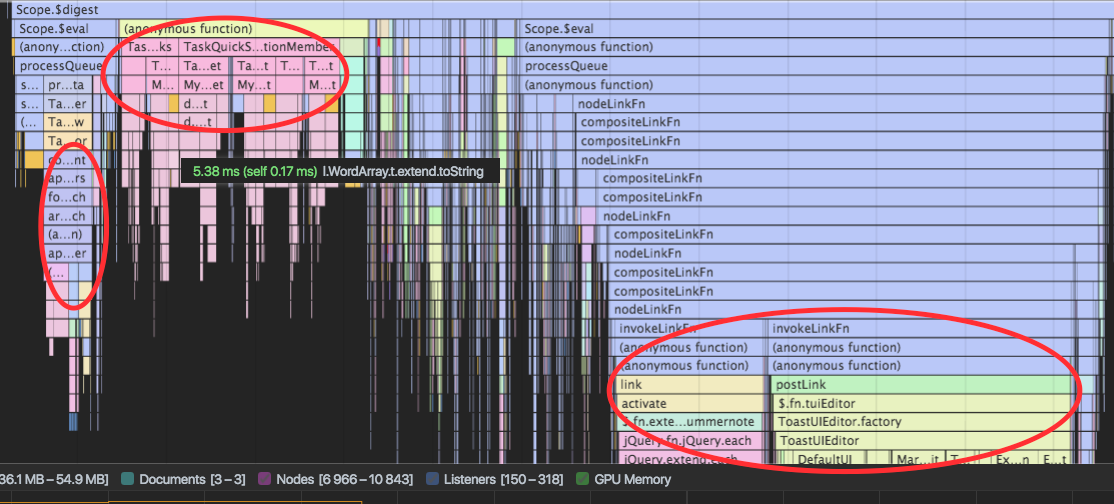 Scope.$digest
Scope.$eval (anonymous function) Scope.$eval
(anony...ction) Tas...ks TaskQuickS...tionMember (anonymous function)
processQueue T... Ta...et Ta...t T... T...t processQueue
s... pr...ta M... My...et My...t M...t (anonymous function)
s... Ta...er d...t nodeLinkFn
(... Ta...w d...t compositeLinkFn
Ta...or compositeLinkFn
co...nt nodeLinkFn
ap...rs 5.38 ms (self 0.17 ms) l.WordArray.t.extend.toString compositeLinkFn
fo...ch compositeLinkFn
ar...ch nodeLinkFn
(a...n) compositeLinkFn
ap...er nodeLinkFn
(... compositeLinkFn
compositeLinkFn
nodeLinkFn
invokeLinkFn invokeLinkFn
(anonymous function) (anonymous function)
(anonymous function) (anonymous function)
link postLink
activate $.fn.tuiEditor
$.fn.exte...ummernote ToastUIEditor.factory
jQuery.fn.jQuery.each ToastUIEditor
jQuery.extend.each DefaultUI Mar...it T... Ex...n E...t
36.1 MB – 54.9 MB] Documents [3 – 3] Nodes [6 966 – 10 843] Listeners [150 – 318] GPU Memory